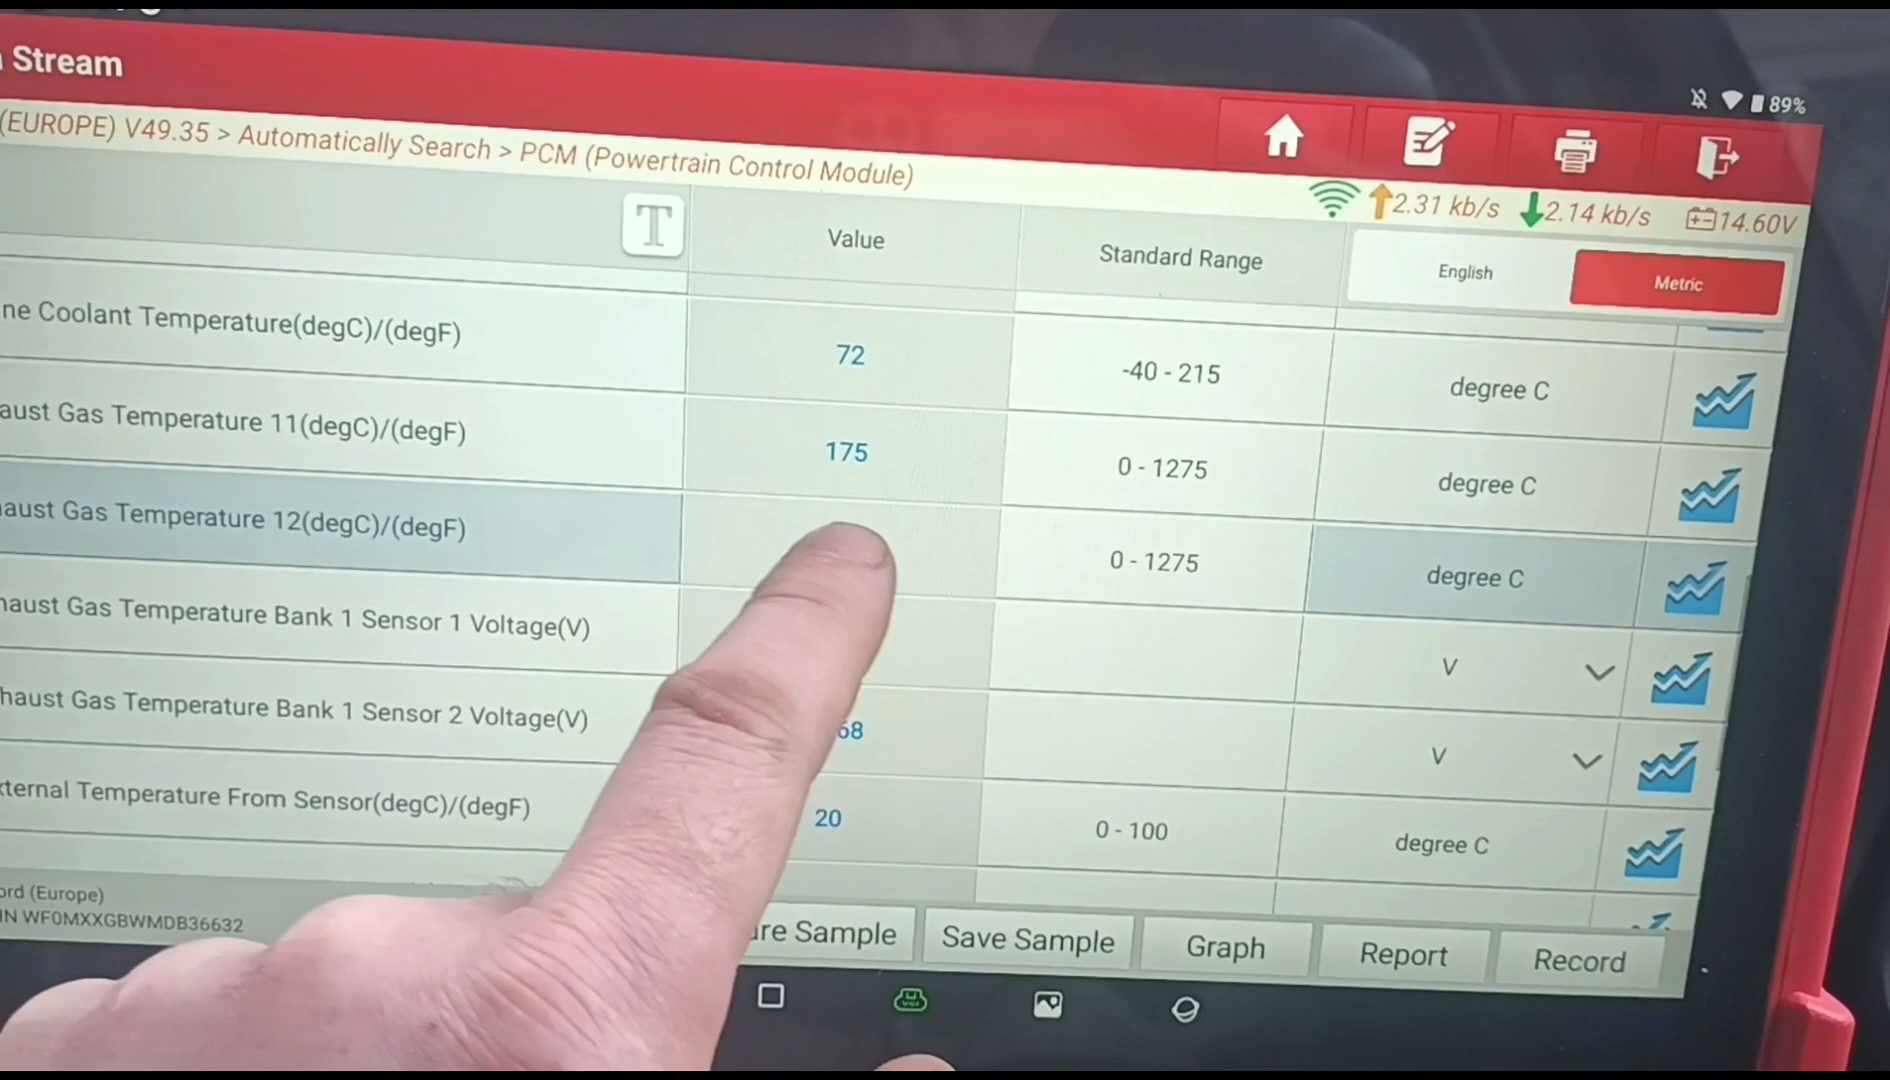 Stream
89%
(EUROPE) V49.35 > Automatically Search > PCM (Powertrain Control Module)
2.31 kb/s 2.14 kb/s 14.60V
T Value Standard Range English Metric
ne Coolant Temperature(degC)/(degF) 72 -40 - 215 degree C
aust Gas Temperature 11(degC)/(degF) 175 0 - 1275 degree C
aust Gas Temperature 12(degC)/(degF) 0 - 1275 degree C
haust Gas Temperature Bank 1 Sensor 1 Voltage(V) V
haust Gas Temperature Bank 1 Sensor 2 Voltage(V) 68 V
xternal Temperature From Sensor(degC)/(degF) 20 0 - 100 degree C
ord (Europe)
IN WF0MXXGBWMDB36632
re Sample Save Sample Graph Report Record